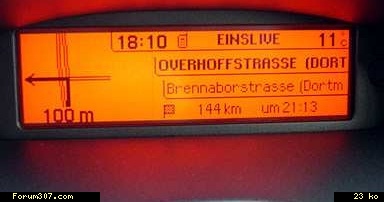 18:10 EINSLIVE 11°C
OVERHOFFSTRASSE (DORT
Brennaborstrasse (Dortm
144 km um 21:13
100 m
Forum307.com 23 ko